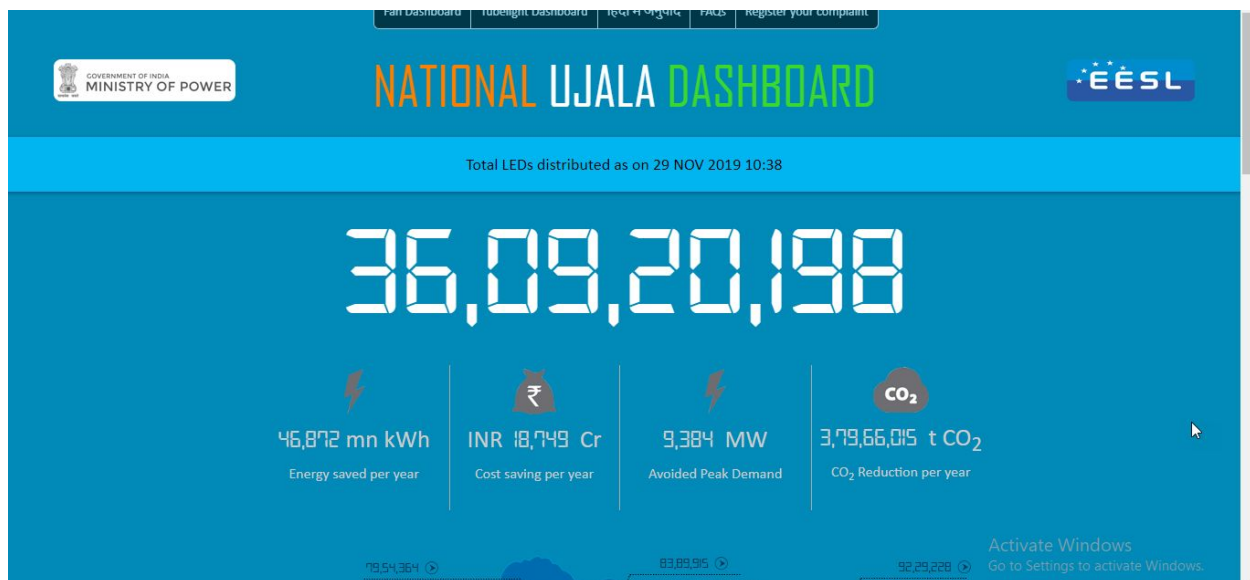 Fan Dashboard Tubelight Dashboard हिंदी में अनुवाद FAQs Register your complaint
GOVERNMENT OF INDIA
MINISTRY OF POWER
NATIONAL UJALA DASHBOARD
EESL
Total LEDs distributed as on 29 NOV 2019 10:38
36,09,20,198
₹
CO₂
46,872 mn kWh
INR 18,749 Cr
9,384 MW
3,79,66,015 t CO₂
Energy saved per year
Cost saving per year
Avoided Peak Demand
CO₂ Reduction per year
Activate Windows
79,54,364
83,89,915
92,29,228
Go to Settings to activate Windows.